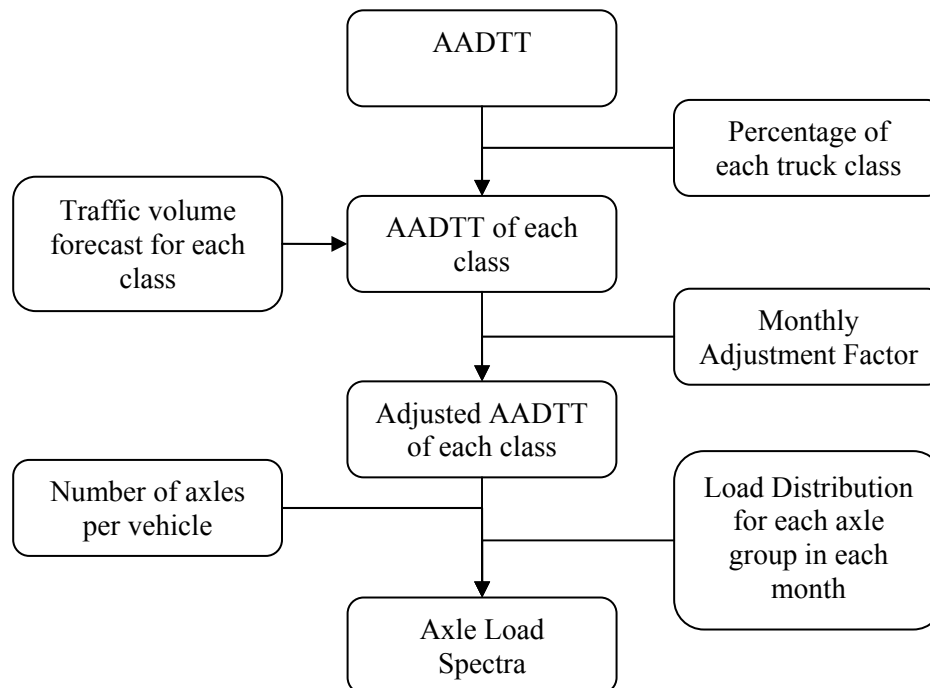 AADTT
Percentage of
each truck class
Traffic volume
forecast for each
class
AADTT of each
class
Monthly
Adjustment Factor
Adjusted AADTT
of each class
Number of axles
per vehicle
Load Distribution
for each axle
group in each
month
Axle Load
Spectra